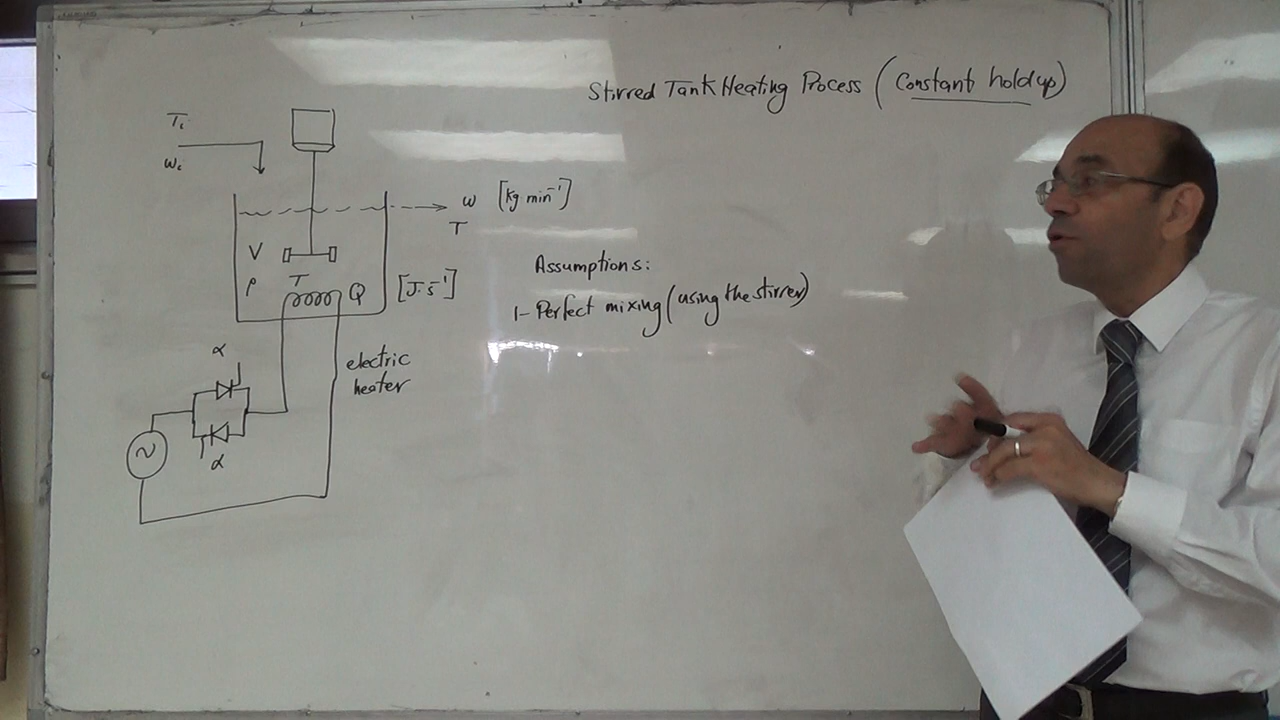 Stirred Tank Heating Process (Constant holdup)
Ti
wi
w [Kg min⁻¹]
T
V
ρ
T
Q [J.s⁻¹]
Assumptions:
1- Perfect mixing (using the stirrer)
electric
heater
α
α
~